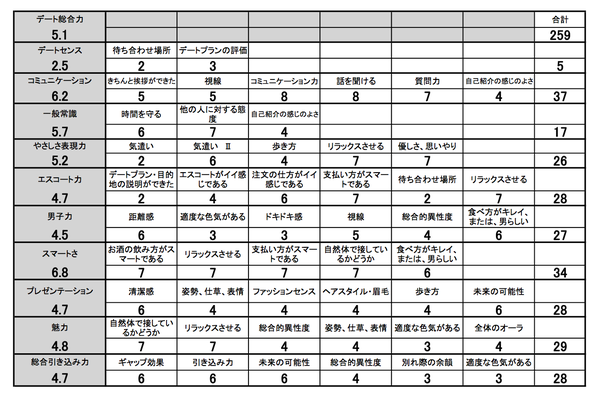 デート総合力 合計
5.1 259
デートセンス 待ち合わせ場所 デートプランの評価
2.5 2 3 5
コミュニケーション きちんと挨拶ができた 視線 コミュニケーション力 話を聞ける 質問力 自己紹介の感じのよさ
6.2 5 5 8 8 7 4 37
一般常識 時間を守る 他の人に対する態度 自己紹介の感じのよさ
5.7 6 7 4 17
やさしさ表現力 気遣い 気遣い Ⅱ 歩き方 リラックスさせる 優しさ、思いやり
5.2 2 6 4 7 7 26
エスコート力 デートプラン・目的地の説明ができた エスコートがイイ感じである 注文の仕方がイイ感じである 支払い方がスマートである 待ち合わせ場所 リラックスさせる
4.7 2 4 6 7 2 7 28
男子力 距離感 適度な色気がある ドキドキ感 視線 総合的異性度 食べ方がキレイ、または、男らしい
4.5 6 3 3 5 4 6 27
スマートさ お酒の飲み方がスマートである リラックスさせる 支払い方がスマートである 自然体で接しているかどうか 食べ方がキレイ、または、男らしい
6.8 7 7 7 7 6 34
プレゼンテーション 清潔感 姿勢、仕草、表情 ファッションセンス ヘアスタイル・眉毛 歩き方 未来の可能性
4.7 6 4 4 4 4 6 28
魅力 自然体で接しているかどうか リラックスさせる 総合的異性度 姿勢、仕草、表情 適度な色気がある 全体のオーラ
4.8 7 7 4 4 3 4 29
総合引き込み力 ギャップ効果 引き込み力 未来の可能性 総合的異性度 別れ際の余韻 適度な色気がある
4.7 6 6 6 4 3 3 28